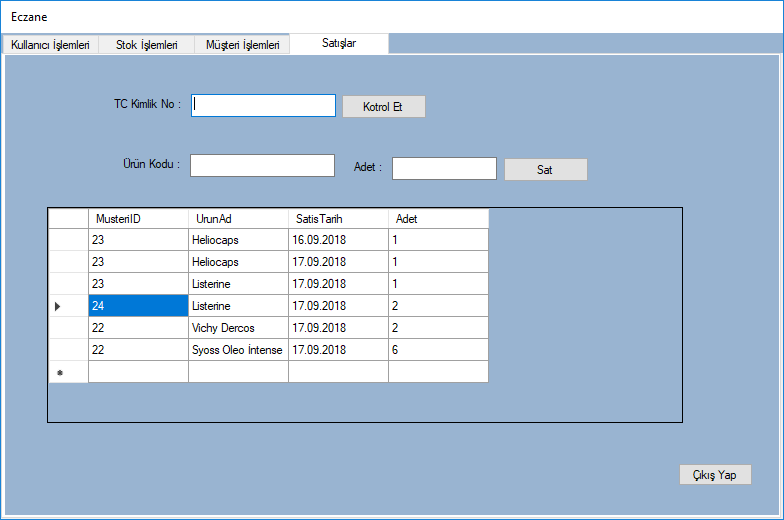 Eczane
Kullanıcı İşlemleri Stok İşlemleri Müşteri İşlemleri Satışlar
TC Kimlik No : Kotrol Et
Ürün Kodu : Adet : Sat
MusteriID UrunAd SatisTarih Adet
23 Heliocaps 16.09.2018 1
23 Heliocaps 17.09.2018 1
23 Listerine 17.09.2018 1
24 Listerine 17.09.2018 2
22 Vichy Dercos 17.09.2018 2
22 Syoss Oleo İntense 17.09.2018 6
Çıkış Yap